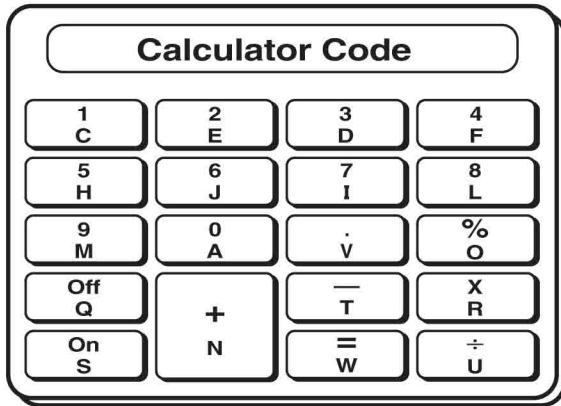 Calculator Code
1 2 3 4
C E D F
5 6 7 8
H J I L
9 0 . %
M A V O
Off + — X
Q N T R
On = ÷
S W U